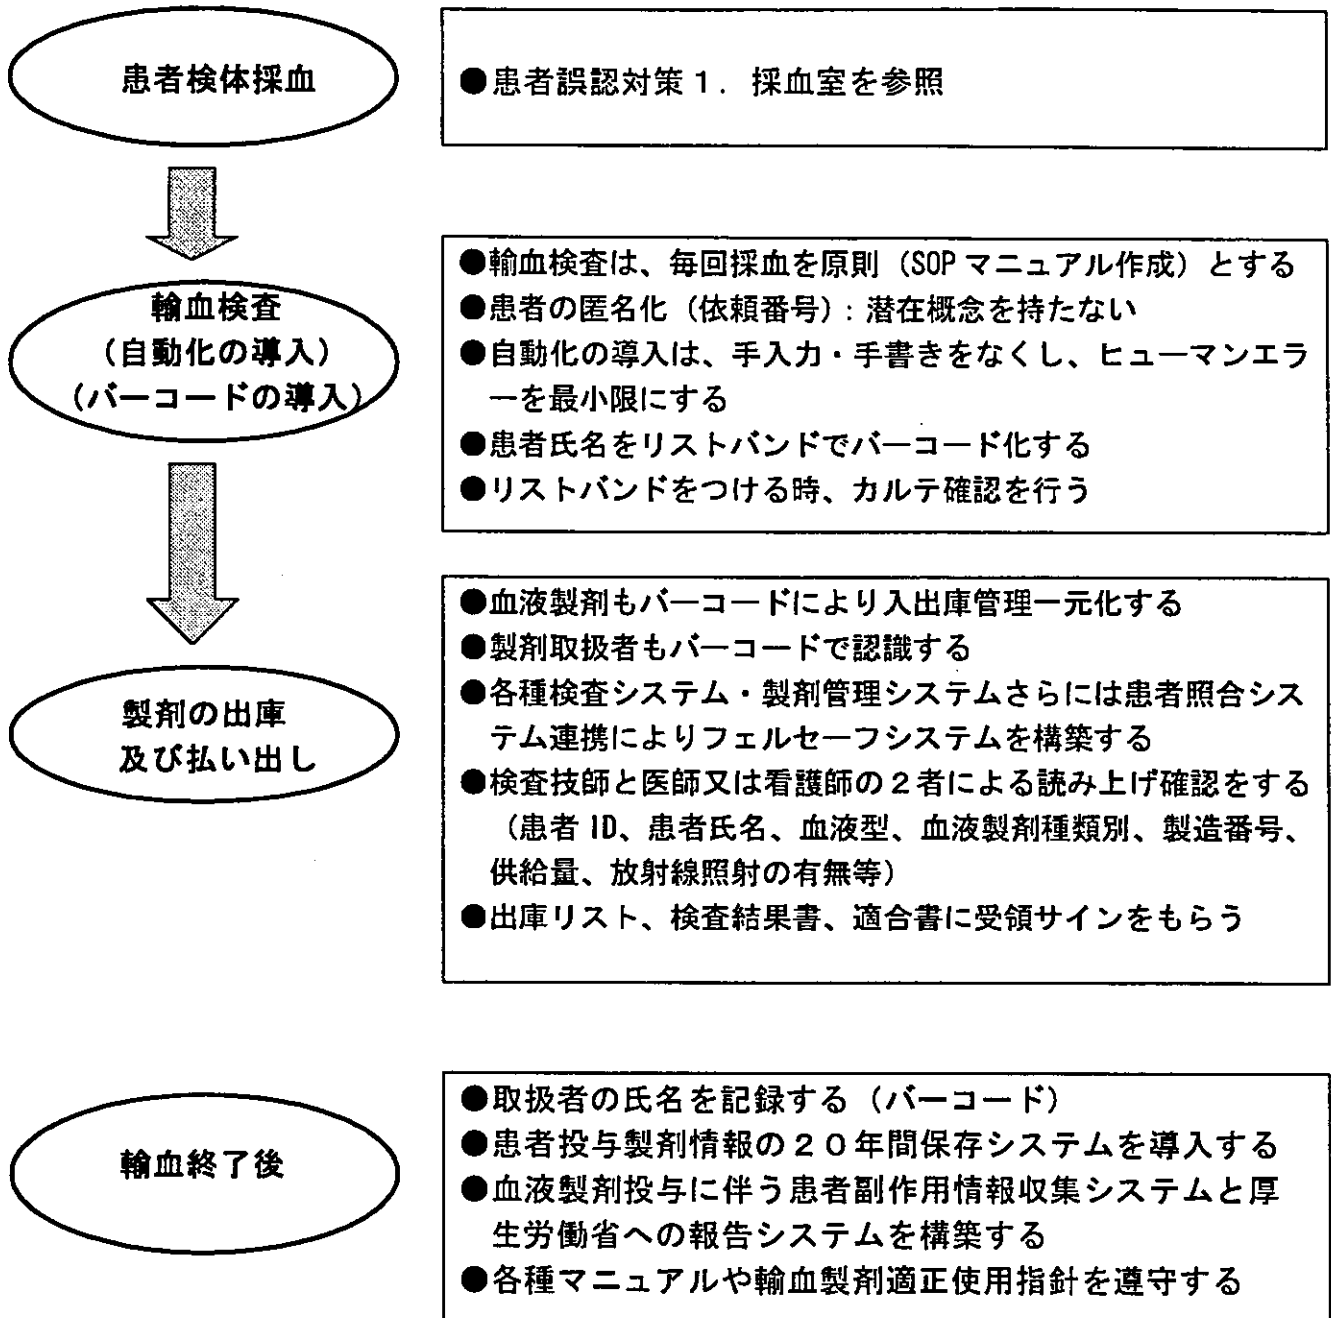 患者検体採血
●患者誤認対策1．採血室を参照
輸血検査
（自動化の導入）
（バーコードの導入）
●輸血検査は、毎回採血を原則（SOPマニュアル作成）とする
●患者の匿名化（依頼番号）：潜在概念を持たない
●自動化の導入は、手入力・手書きをなくし、ヒューマンエラ
ーを最小限にする
●患者氏名をリストバンドでバーコード化する
●リストバンドをつける時、カルテ確認を行う
製剤の出庫
及び払い出し
●血液製剤もバーコードにより入出庫管理一元化する
●製剤取扱者もバーコードで認識する
●各種検査システム・製剤管理システムさらには患者照合シス
テム連携によりフェルセーフシステムを構築する
●検査技師と医師又は看護師の２者による読み上げ確認をする
（患者ID、患者氏名、血液型、血液製剤種類別、製造番号、
供給量、放射線照射の有無等）
●出庫リスト、検査結果書、適合書に受領サインをもらう
輸血終了後
●取扱者の氏名を記録する（バーコード）
●患者投与製剤情報の２０年間保存システムを導入する
●血液製剤投与に伴う患者副作用情報収集システムと厚
生労働省への報告システムを構築する
●各種マニュアルや輸血製剤適正使用指針を遵守する